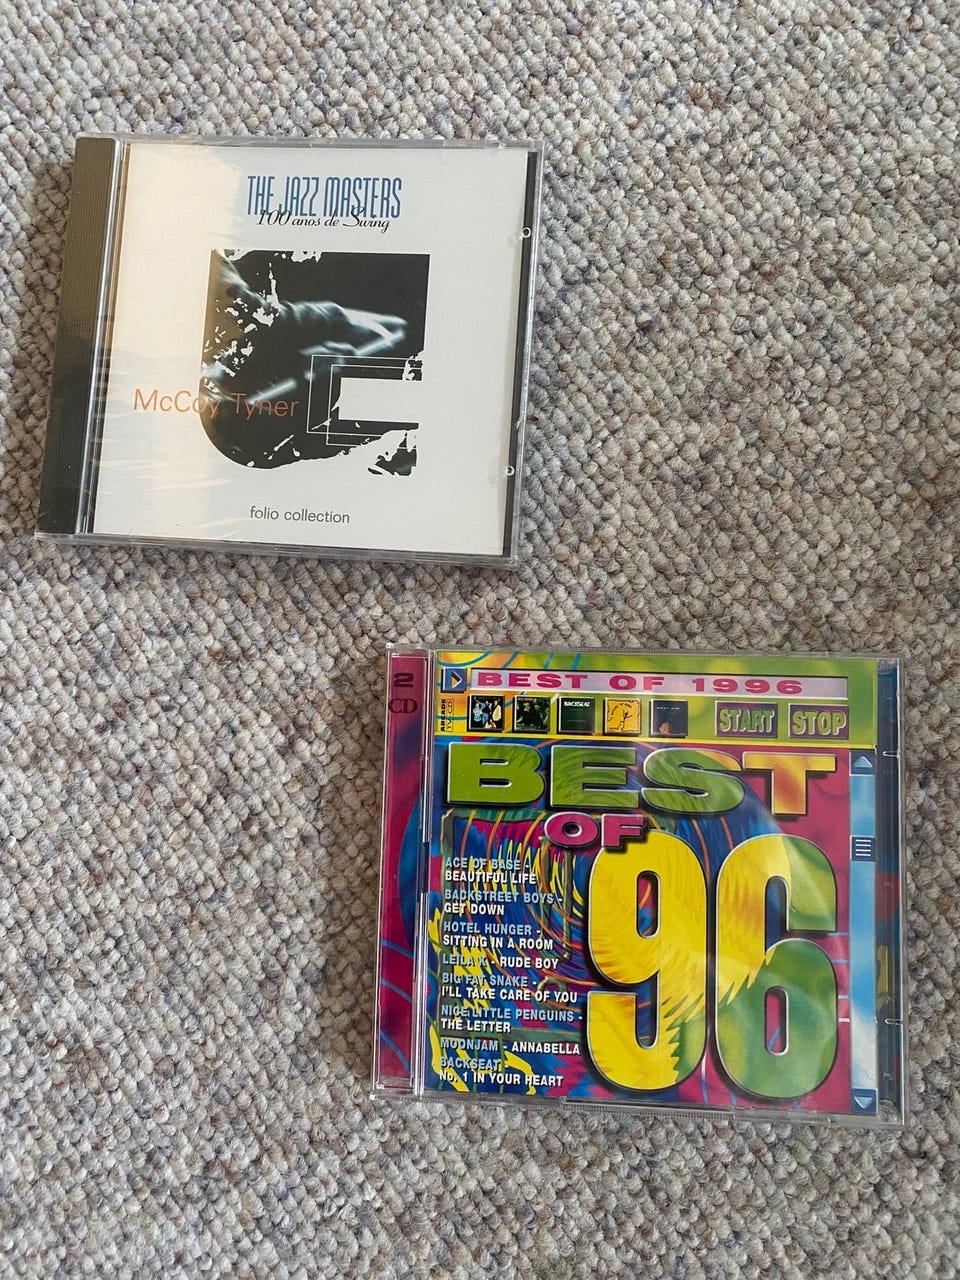 THE JAZZ MASTERS
100 anos de Swing
McCoy Tyner
folio collection
2
CD
BEST OF 1996
ARCADE
BACKSEAT
START STOP
BEST
OF
96
ACE OF BASE -
BEAUTIFUL LIFE
BACKSTREET BOYS -
GET DOWN
HOTEL HUNGER -
SITTING IN A ROOM
LEILA K - RUDE BOY
BIG FAT SNAKE -
I'LL TAKE CARE OF YOU
NICE LITTLE PENGUINS -
THE LETTER
MOONJAM - ANNABELLA
BACKSEAT -
No. 1 IN YOUR HEART